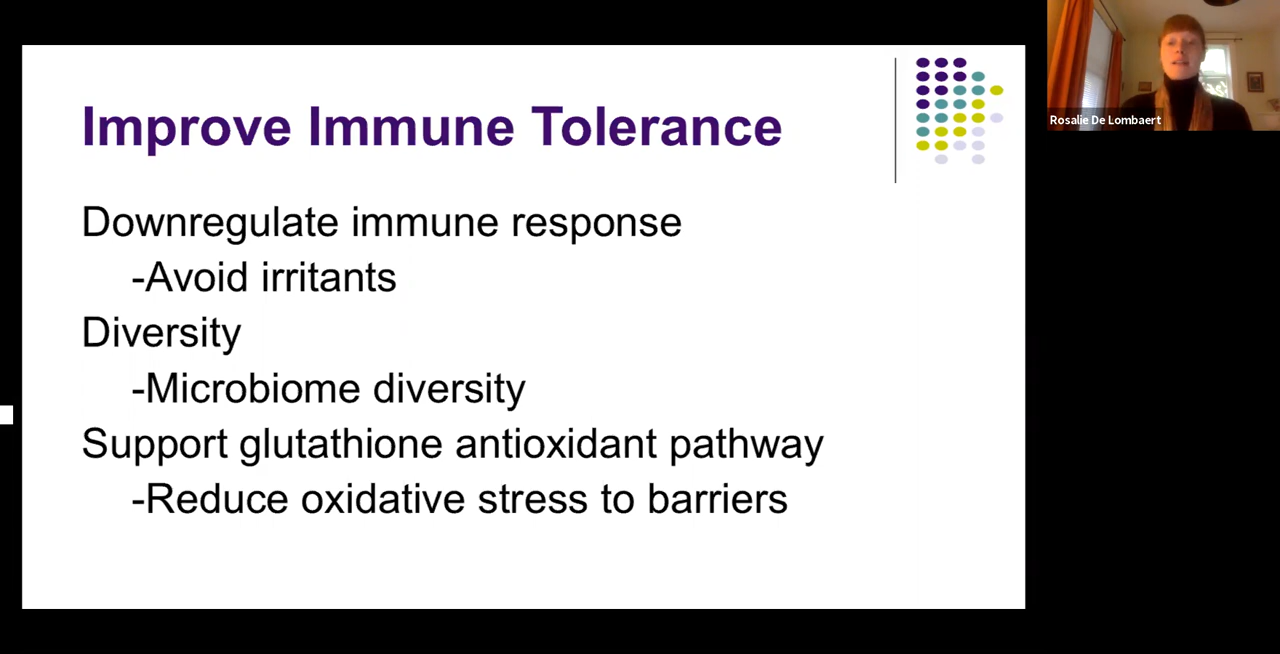 Improve Immune Tolerance
Downregulate immune response
-Avoid irritants
Diversity
-Microbiome diversity
Support glutathione antioxidant pathway
-Reduce oxidative stress to barriers
Rosalie De Lombaert